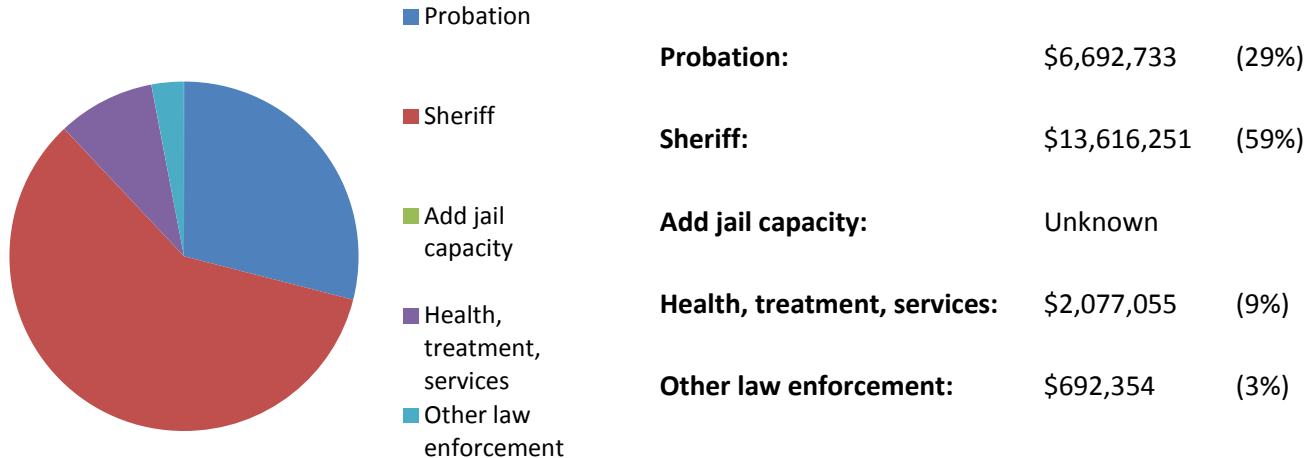 Probation
Sheriff
Add jail
capacity
Health,
treatment,
services
Other law
enforcement
Probation: $6,692,733 (29%)
Sheriff: $13,616,251 (59%)
Add jail capacity: Unknown
Health, treatment, services: $2,077,055 (9%)
Other law enforcement: $692,354 (3%)